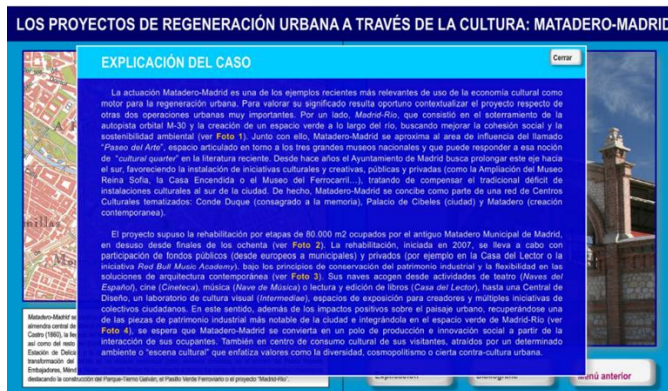 LOS PROYECTOS DE REGENERACIÓN URBANA A TRAVÉS DE LA CULTURA: MATADERO-MADRID
EXPLICACIÓN DEL CASO
Cerrar
La actuación Matadero-Madrid es una de los ejemplos recientes más relevantes de uso de la economía cultural como
motor para la regeneración urbana. Para valorar su significado resulta oportuno contextualizar el proyecto respecto de
otras dos operaciones urbanas muy importantes. Por un lado, Madrid-Río, que consistió en el soterramiento de la
autopista orbital M-30 y la creación de un espacio verde a lo largo del río, buscando mejorar la cohesión social y la
sostenibilidad ambiental (ver Foto 1). Junto con ello, Matadero-Madrid se aproxima al area de influencia del llamado
"Paseo del Arte", espacio articulado en torno a los tres grandes museos nacionales y que puede responder a esa noción
de "cultural quarter" en la literatura reciente. Desde hace años el Ayuntamiento de Madrid busca prolongar este eje hacia
el sur, favoreciendo la instalación de iniciativas culturales y creativas, públicas y privadas (como la Ampliación del Museo
Reina Sofía, la Casa Encendida o el Museo del Ferrocarril...), tratando de compensar el tradicional déficit de
instalaciones culturales al sur de la ciudad. De hecho, Matadero-Madrid se concibe como parte de una red de Centros
Culturales tematizados: Conde Duque (consagrado a la memoria), Palacio de Cibeles (ciudad) y Matadero (creación
contemporanea).
El proyecto supuso la rehabilitación por etapas de 80.000 m2 ocupados por el antiguo Matadero Municipal de Madrid,
en desuso desde finales de los ochenta (ver Foto 2). La rehabilitación, iniciada en 2007, se lleva a cabo con
participación de fondos públicos (desde europeos a municipales) y privados (por ejemplo en la Casa del Lector o la
iniciativa Red Bull Music Academy), bajo los principios de conservación del patrimonio industrial y la flexibilidad en las
soluciones de arquitectura contemporánea (ver Foto 3). Sus naves acogen desde actividades de teatro (Naves del
Español), cine (Cineteca), música (Nave de Música) o lectura y edición de libros (Casa del Lector), hasta una Central de
Diseño, un laboratorio de cultura visual (Intermediae), espacios de exposición para creadores y múltiples iniciativas de
colectivos ciudadanos. En este sentido, además de los impactos positivos sobre el paisaje urbano, recuperándose una
de las piezas de patrimonio industrial más notable de la ciudad e integrándola en el espacio verde de Madrid-Río (ver
Foto 4), se espera que Matadero-Madrid se convierta en un polo de producción e innovación social a partir de la
interacción de sus ocupantes. También en centro de consumo cultural de sus visitantes, atraídos por un determinado
ambiente o "escena cultural" que enfatiza valores como la diversidad, cosmopolitismo o cierta contra-cultura urbana.
Matadero-Madrid se
almendra central de
Castro (1860), la
así como del resto
Estación de Delicias
transformación del
Embajadores,
destacando la construcción del Parque-Tierno Galván, el Pasillo Verde Ferroviario o el proyecto "Madrid-Río".
Menú anterior